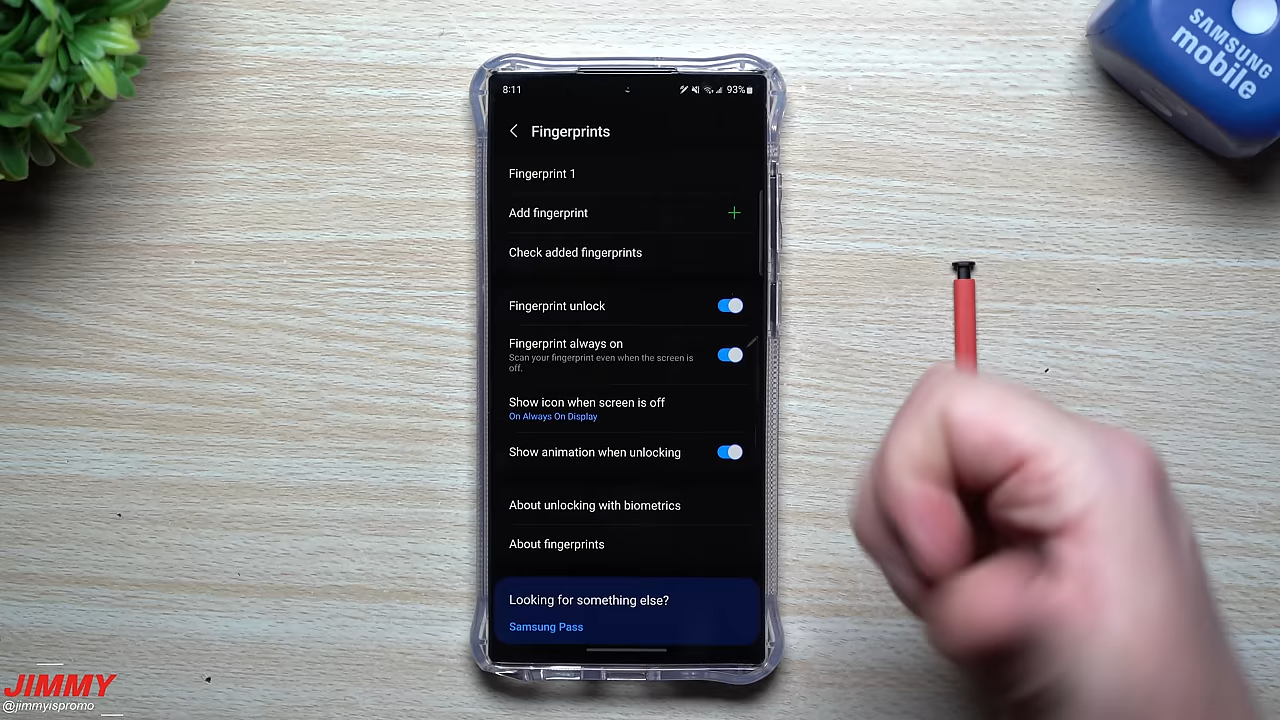 SAMSUNG
mobile
8:11
93%
Fingerprints
Fingerprint 1
Add fingerprint
Check added fingerprints
Fingerprint unlock
Fingerprint always on
Scan your fingerprint even when the screen is
off.
Show icon when screen is off
On Always On Display
Show animation when unlocking
About unlocking with biometrics
About fingerprints
Looking for something else?
Samsung Pass
JIMMY
@jimmyispromo